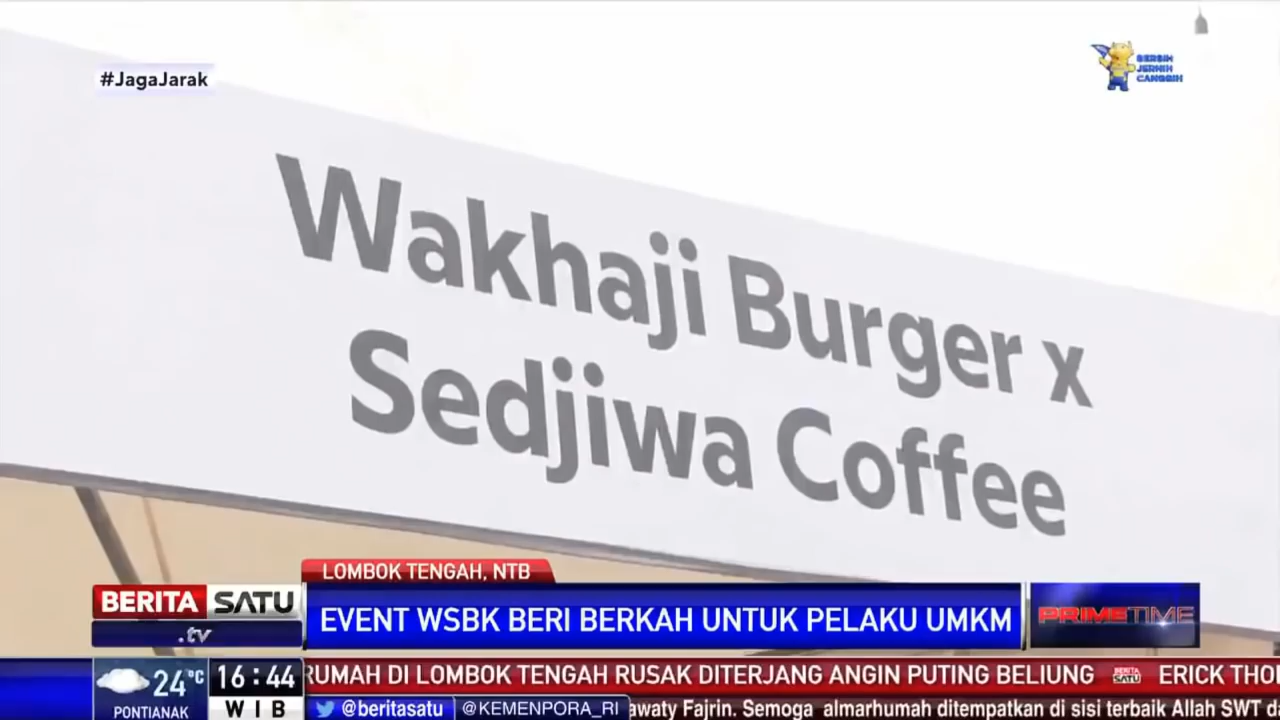 #JagaJarak
BERSIH
JERNIH
CANGGIH
Wakhaji Burger x
Sedjiwa Coffee
LOMBOK TENGAH, NTB
BERITA SATU
.tv
EVENT WSBK BERI BERKAH UNTUK PELAKU UMKM
PRIMETIME
24°C
PONTIANAK
16:44
WIB
RUMAH DI LOMBOK TENGAH RUSAK DITERJANG ANGIN PUTING BELIUNG BERITA SATU ERICK
@beritasatu @KEMENPORA_RI Fajrin. Semoga almarhumah ditempatkan di sisi terbaik Allah SWT